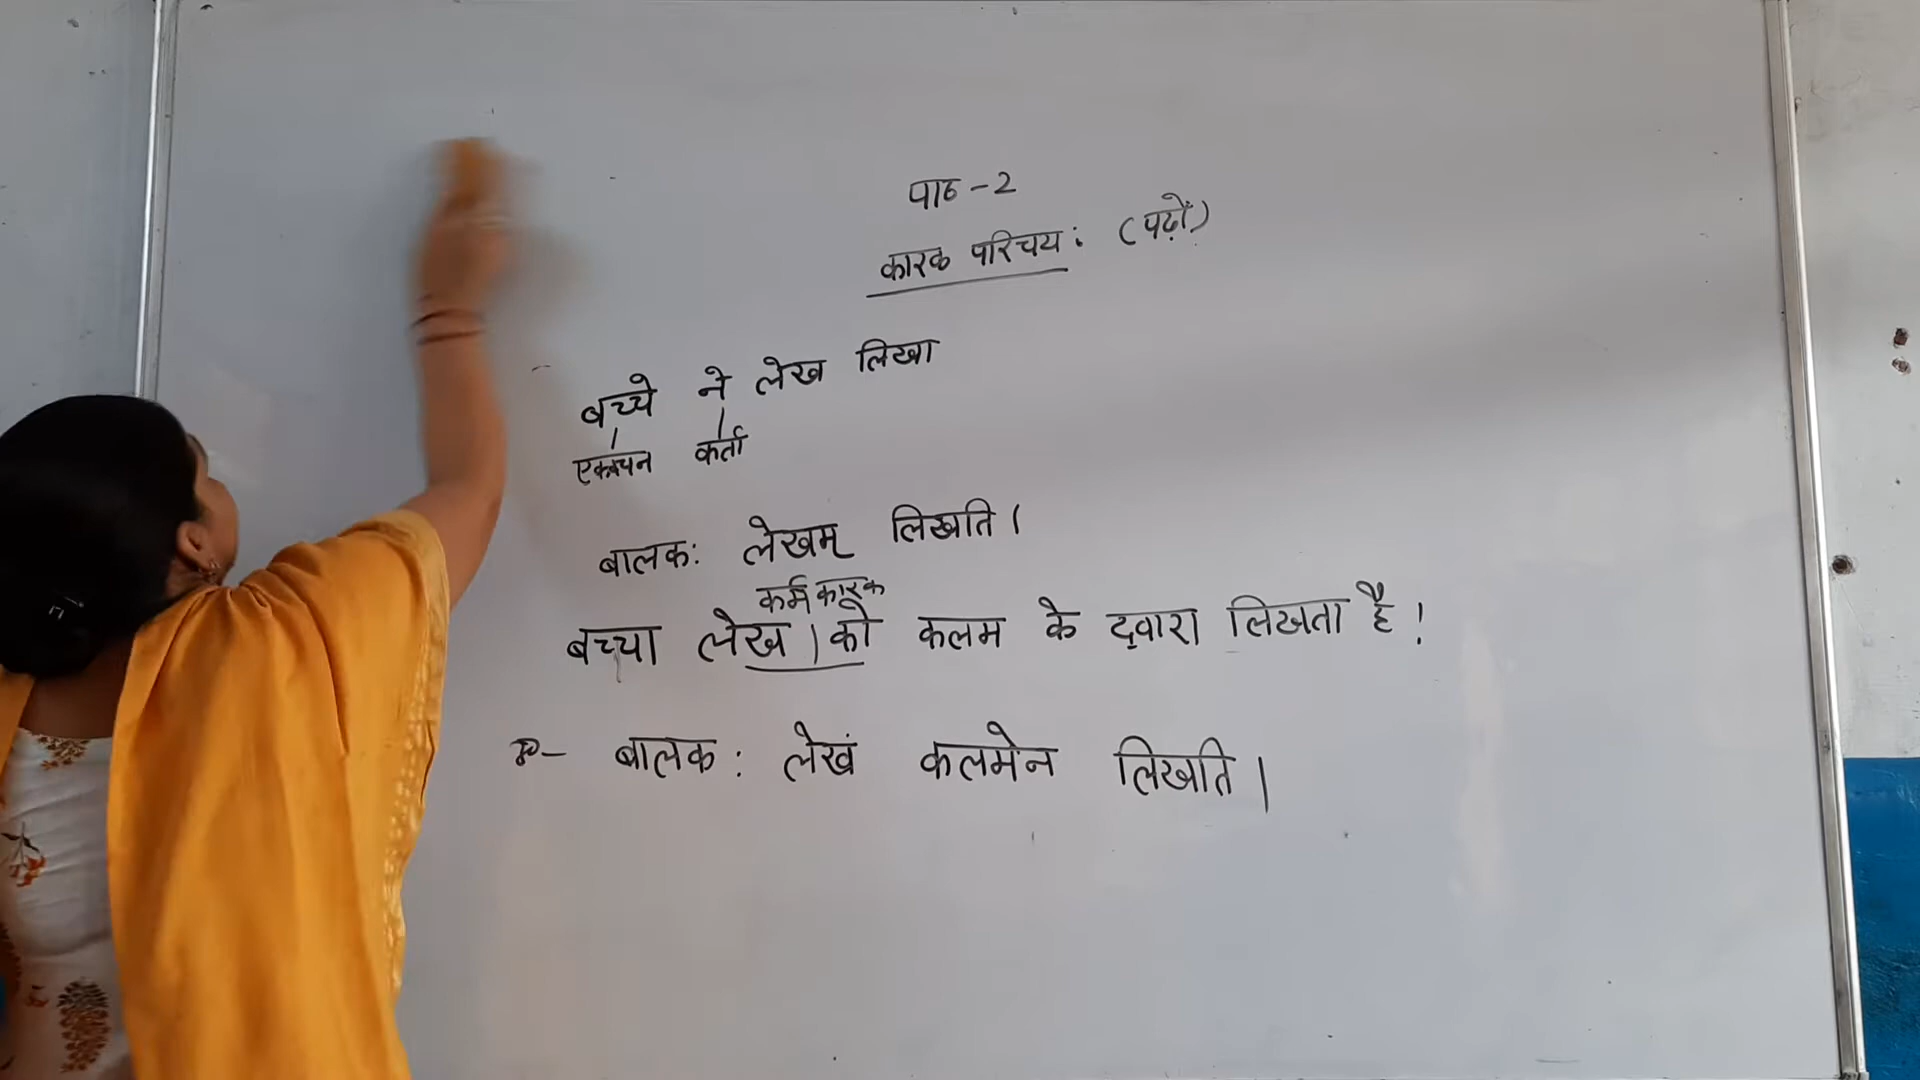 पाठ -2
कारक परिचय : (पढ़ों)
बच्चे ने लेख लिखा
एकवचन कर्ता
बालक: लेखम् लिखति।
कर्म कारक
बच्चा लेख । को कलम के द्वारा लिखता है !
बालक : लेखं कलमेन लिखति।